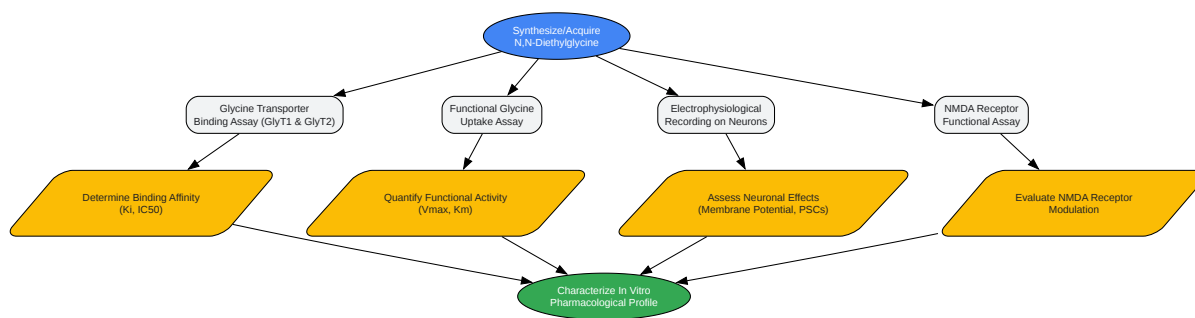 Synthesize/Acquire
N,N-Diethylglycine
Glycine Transporter
Binding Assay (GlyT1 & GlyT2)
Functional Glycine
Uptake Assay
Electrophysiological
Recording on Neurons
NMDA Receptor
Functional Assay
Determine Binding Affinity
(Ki, IC50)
Quantify Functional Activity
(Vmax, Km)
Assess Neuronal Effects
(Membrane Potential, PSCs)
Evaluate NMDA Receptor
Modulation
Characterize In Vitro
Pharmacological Profile